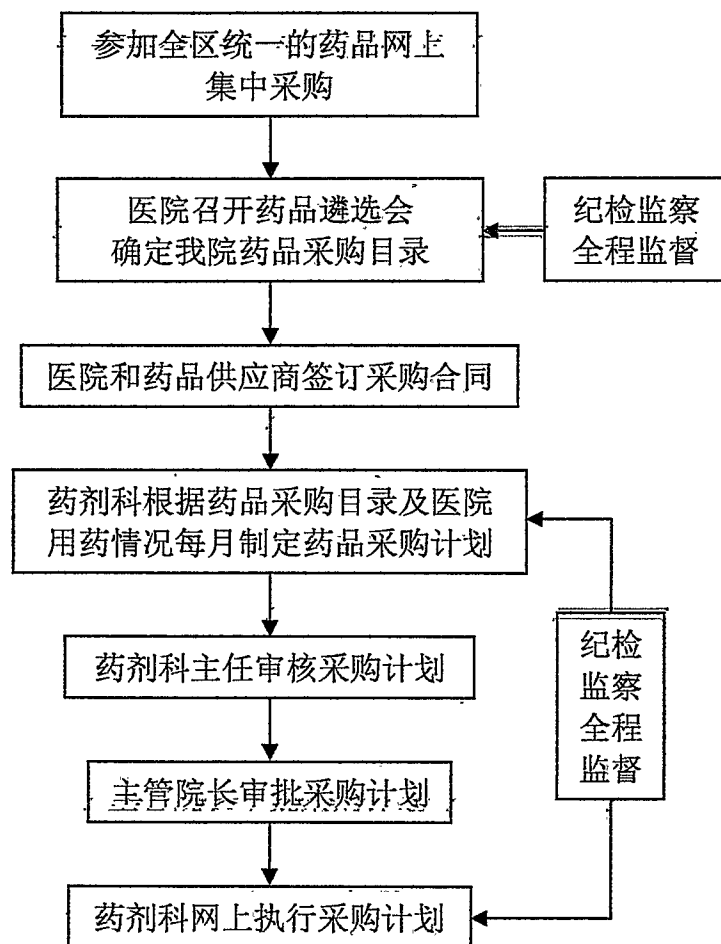 参加全区统一的药品网上
集中采购
医院召开药品遴选会
确定我院药品采购目录
纪检监察
全程监督
医院和药品供应商签订采购合同
药剂科根据药品采购目录及医院
用药情况每月制定药品采购计划
药剂科主任审核采购计划
纪检
监察
全程
监督
主管院长审批采购计划
药剂科网上执行采购计划